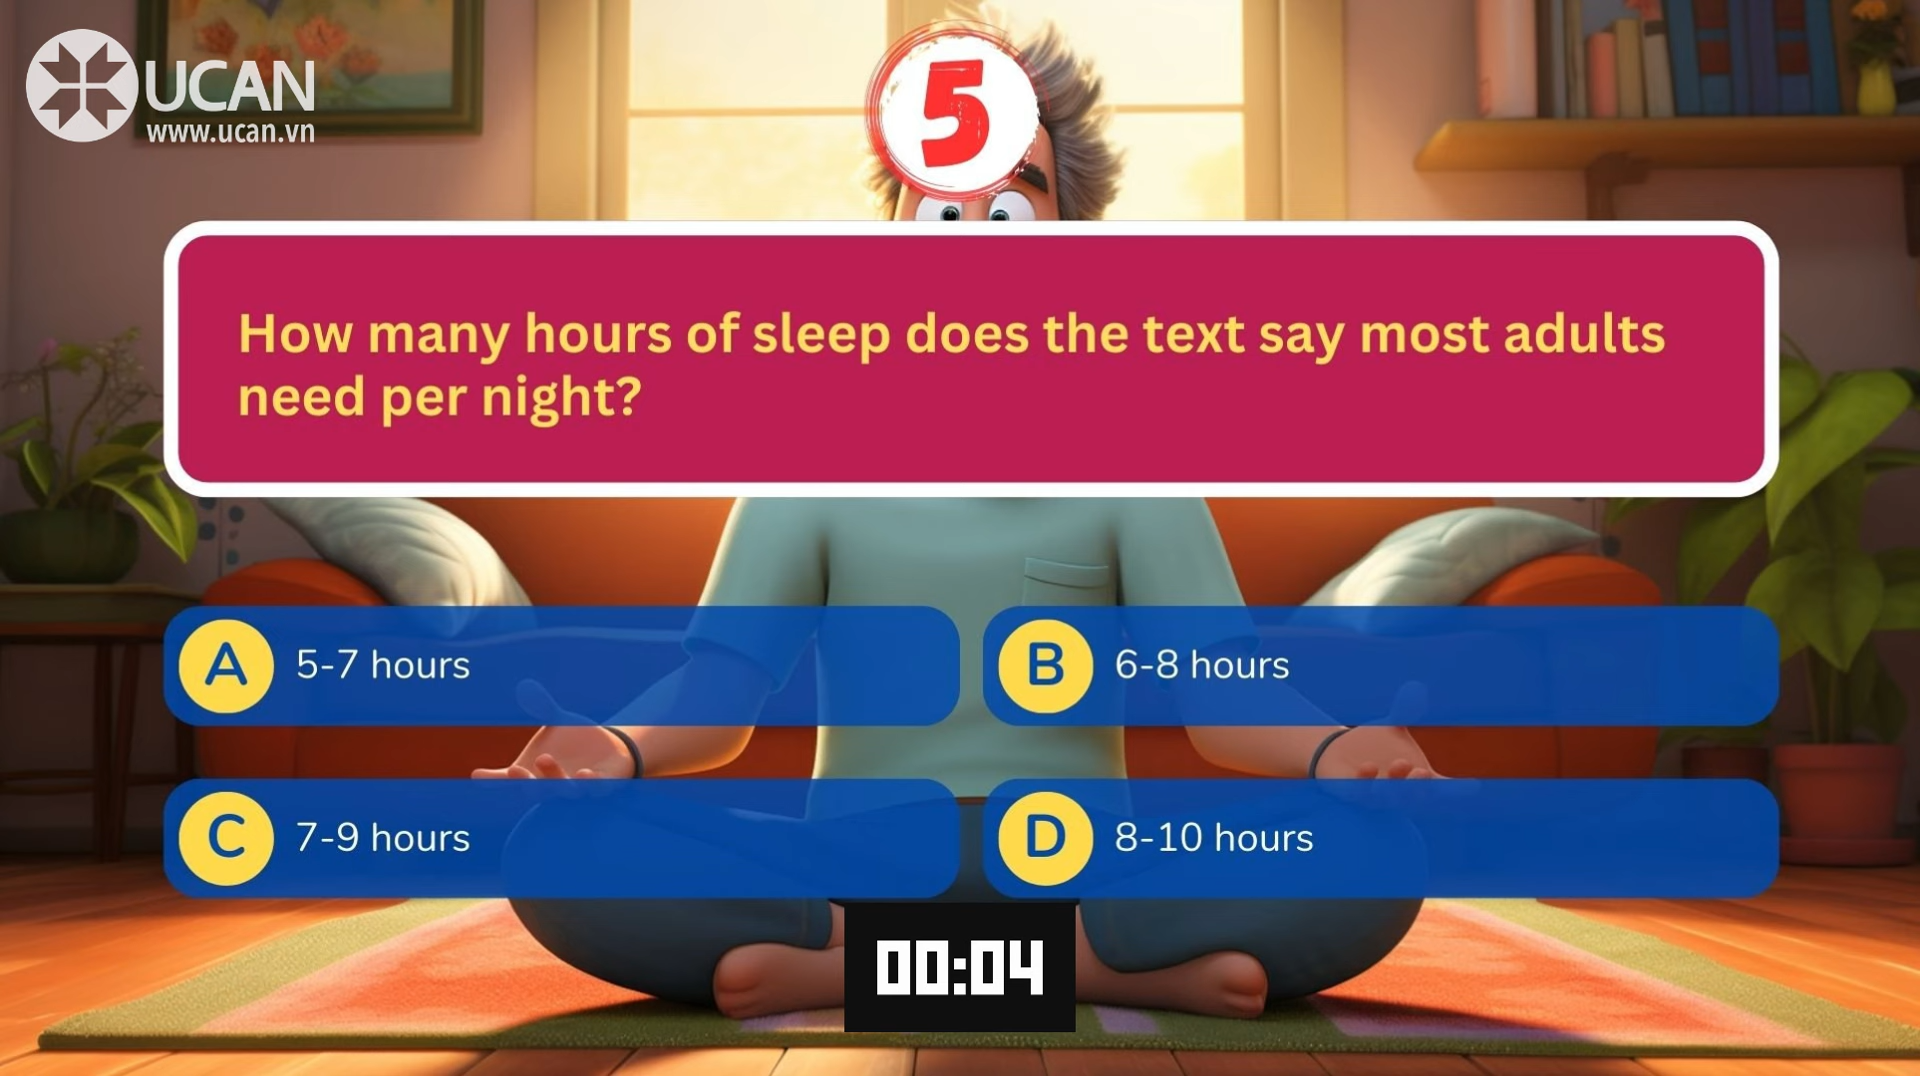 UCAN
www.ucan.vn
5
How many hours of sleep does the text say most adults
need per night?
A 5-7 hours
B 6-8 hours
C 7-9 hours
D 8-10 hours
00:04